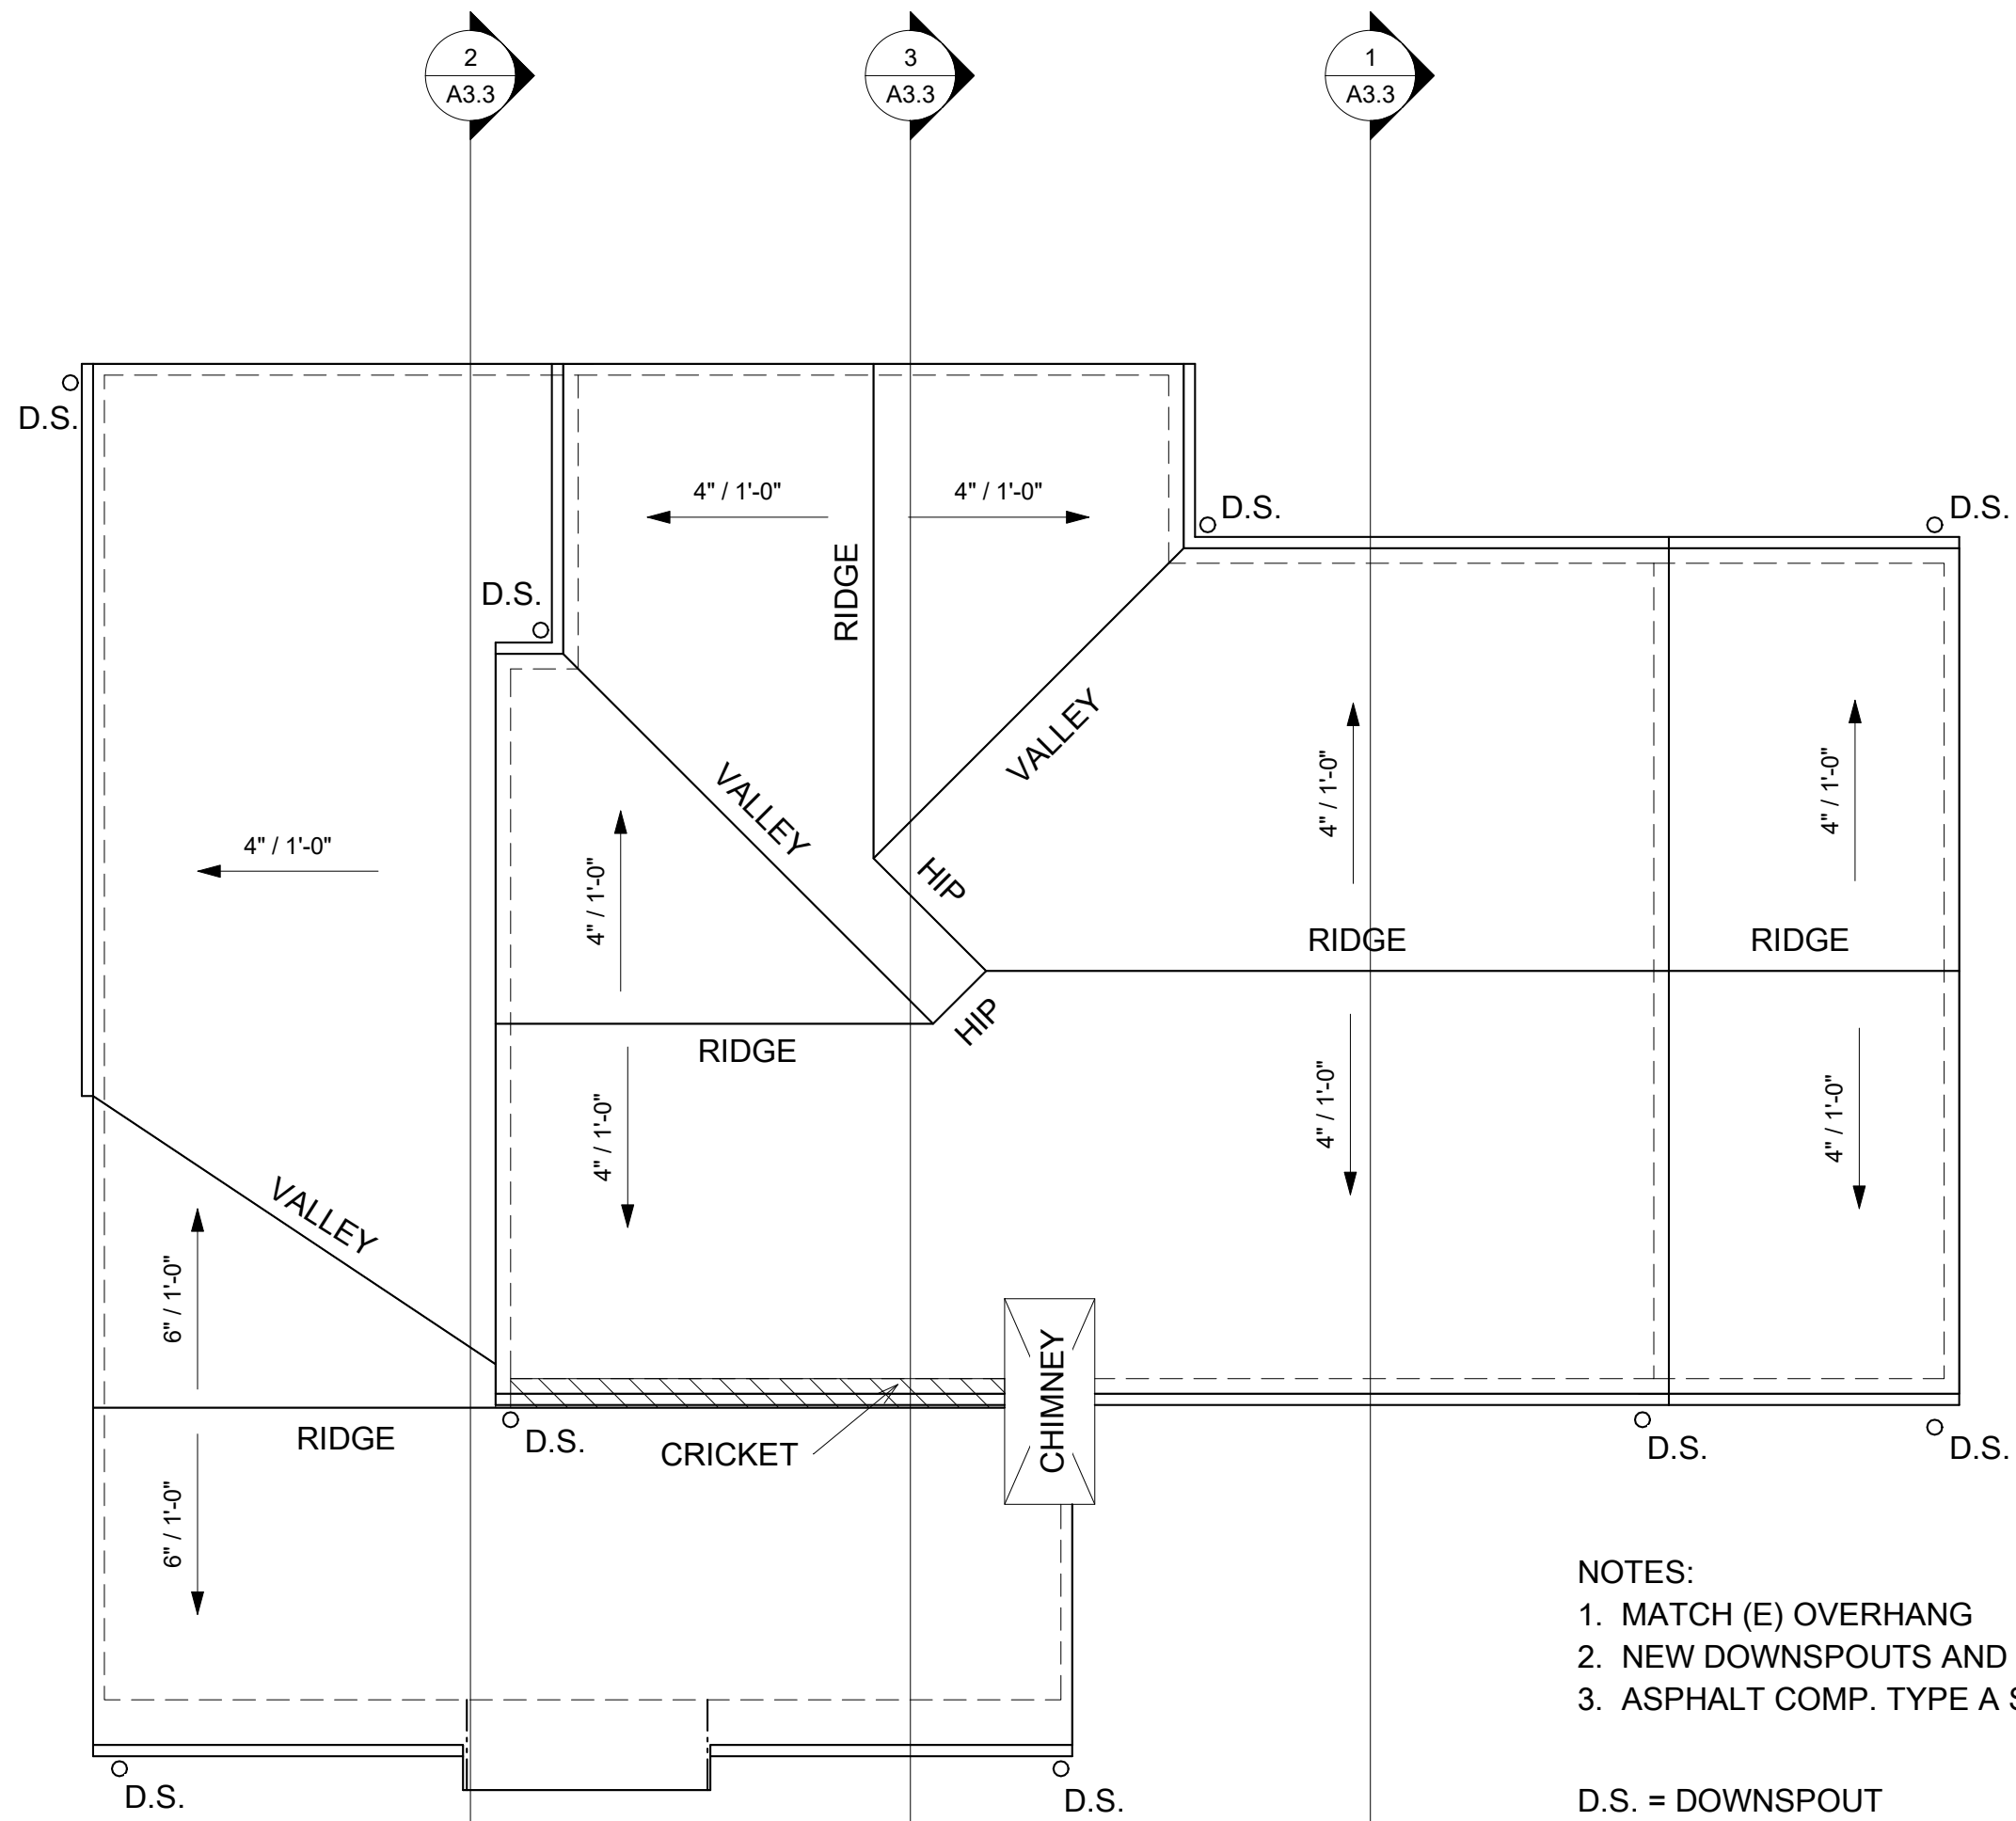 2
A3.3
3
A3.3
1
A3.3
D.S.
4" / 1'-0"
4" / 1'-0"
D.S.
D.S.
RIDGE
D.S.
VALLEY
VALLEY
4" / 1'-0"
4" / 1'-0"
4" / 1'-0"
4" / 1'-0"
HIP
RIDGE
RIDGE
HIP
RIDGE
4" / 1'-0"
4" / 1'-0"
4" / 1'-0"
VALLEY
6" / 1'-0"
CHIMNEY
RIDGE
D.S.
CRICKET
D.S.
D.S.
6" / 1'-0"
NOTES:
1. MATCH (E) OVERHANG
2. NEW DOWNSPOUTS AND
3. ASPHALT COMP. TYPE A
D.S.
D.S.
D.S. = DOWNSPOUT